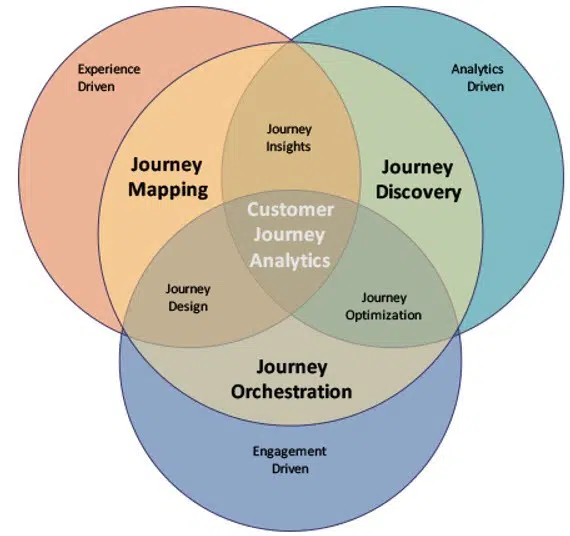 Experience
Driven
Analytics
Driven
Journey
Insights
Journey
Mapping
Journey
Discovery
Customer
Journey
Analytics
Journey
Design
Journey
Optimization
Journey
Orchestration
Engagement
Driven